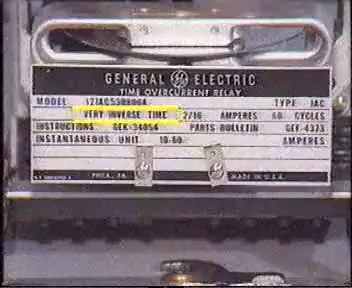 GENERAL GE ELECTRIC
TIME OVERCURRENT RELAY
MODEL 12IAC53B806A TYPE IAC
VERY INVERSE TIME 2/16 AMPERES 60 CYCLES
INSTRUCTIONS GEK-34054 PARTS BULLETIN GEF-4373
INSTANTANEOUS UNIT 10-80 AMPERES
PHILA., PA. MADE IN U.S.A.